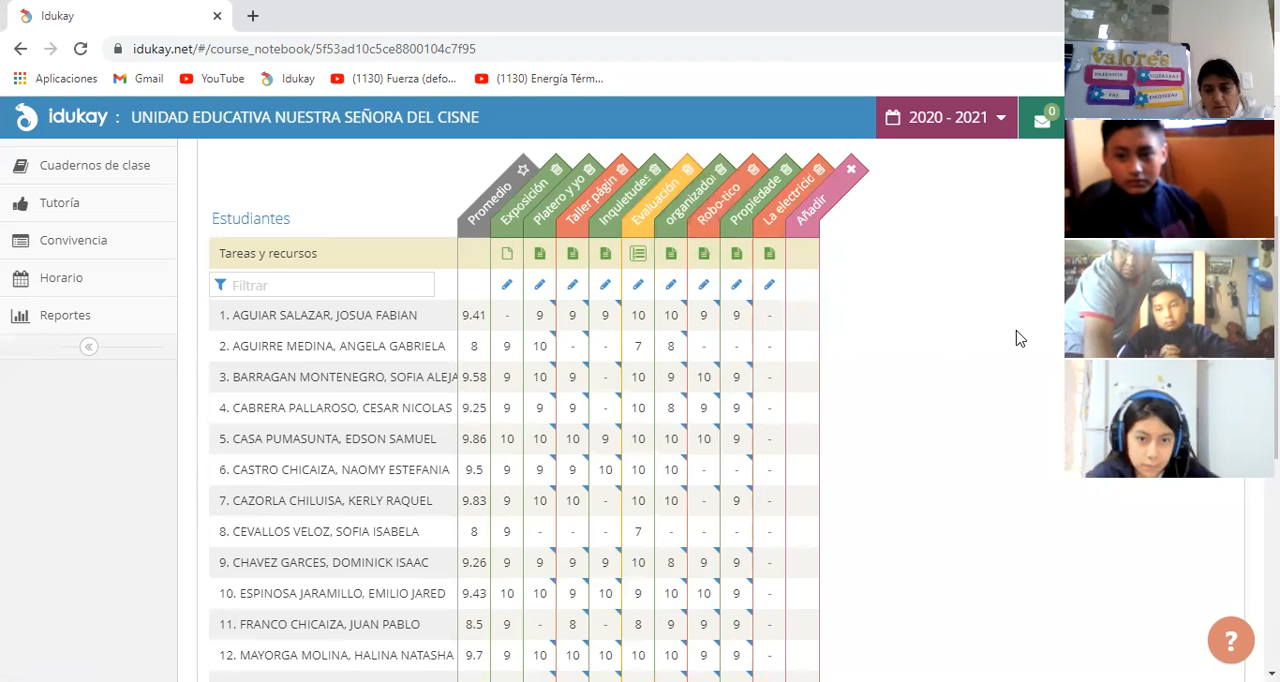 Idukay
idukay.net/#/course_notebook/5f53ad10c5ce8800104c7f95
Aplicaciones Gmail YouTube Idukay (1130) Fuerza (defo... (1130) Energía Térm...
idukay : UNIDAD EDUCATIVA NUESTRA SEÑORA DEL CISNE 2020 - 2021 0
valores
Cuadernos de clase
Tutoría
Convivencia
Horario
Reportes
Promedio
Exposición
Platero y yo
Taller págin
Inquietudes
Evaluación
organizador
Robo-tico
Propiedade
La electricid
Añadir
Estudiantes
Tareas y recursos
Filtrar
1. AGUIAR SALAZAR, JOSUA FABIAN 41 - 9 9 9 10 10 9 9 -
2. AGUIRRE MEDINA, ANGELA GABRIELA 8 9 10 - - 7 8 - - -
3. BARRAGAN MONTENEGRO, SOFIA ALEJA 9.58 9 10 9 - 10 9 10 9 -
4. CABRERA PALLAROSO, CESAR NICOLAS 9.25 9 9 9 - 10 8 9 9 -
5. CASA PUMASUNTA, EDSON SAMUEL 9.86 10 10 10 9 10 10 10 9 -
6. CASTRO CHICAIZA, NAOMY ESTEFANIA 9.5 9 9 9 10 10 10 - - -
7. CAZORLA CHILUISA, KERLY RAQUEL 9.83 9 10 10 - 10 10 - 9 -
8. CEVALLOS VELOZ, SOFIA ISABELA 8 9 - - - 7 - - - -
9. CHAVEZ GARCES, DOMINICK ISAAC 9.26 9 9 9 9 10 8 9 9 -
10. ESPINOSA JARAMILLO, EMILIO JARED 9.43 10 10 9 10 9 10 10 9 -
11. FRANCO CHICAIZA, JUAN PABLO 8.5 9 - 8 - 8 9 9 9 -
12. MAYORGA MOLINA, HALINA NATASHA 9.7 9 10 10 10 10 10 9 9 -
?